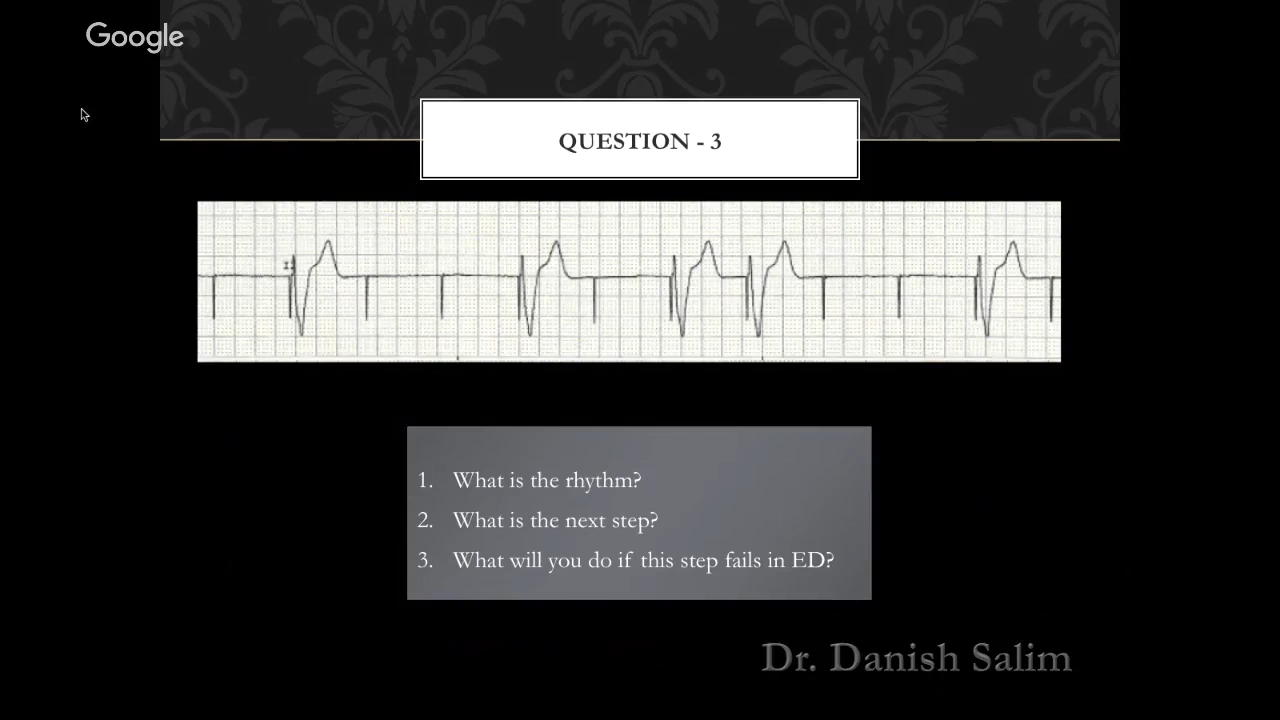 Google
QUESTION - 3
1. What is the rhythm?
2. What is the next step?
3. What will you do if this step fails in ED?
Dr. Danish Salim